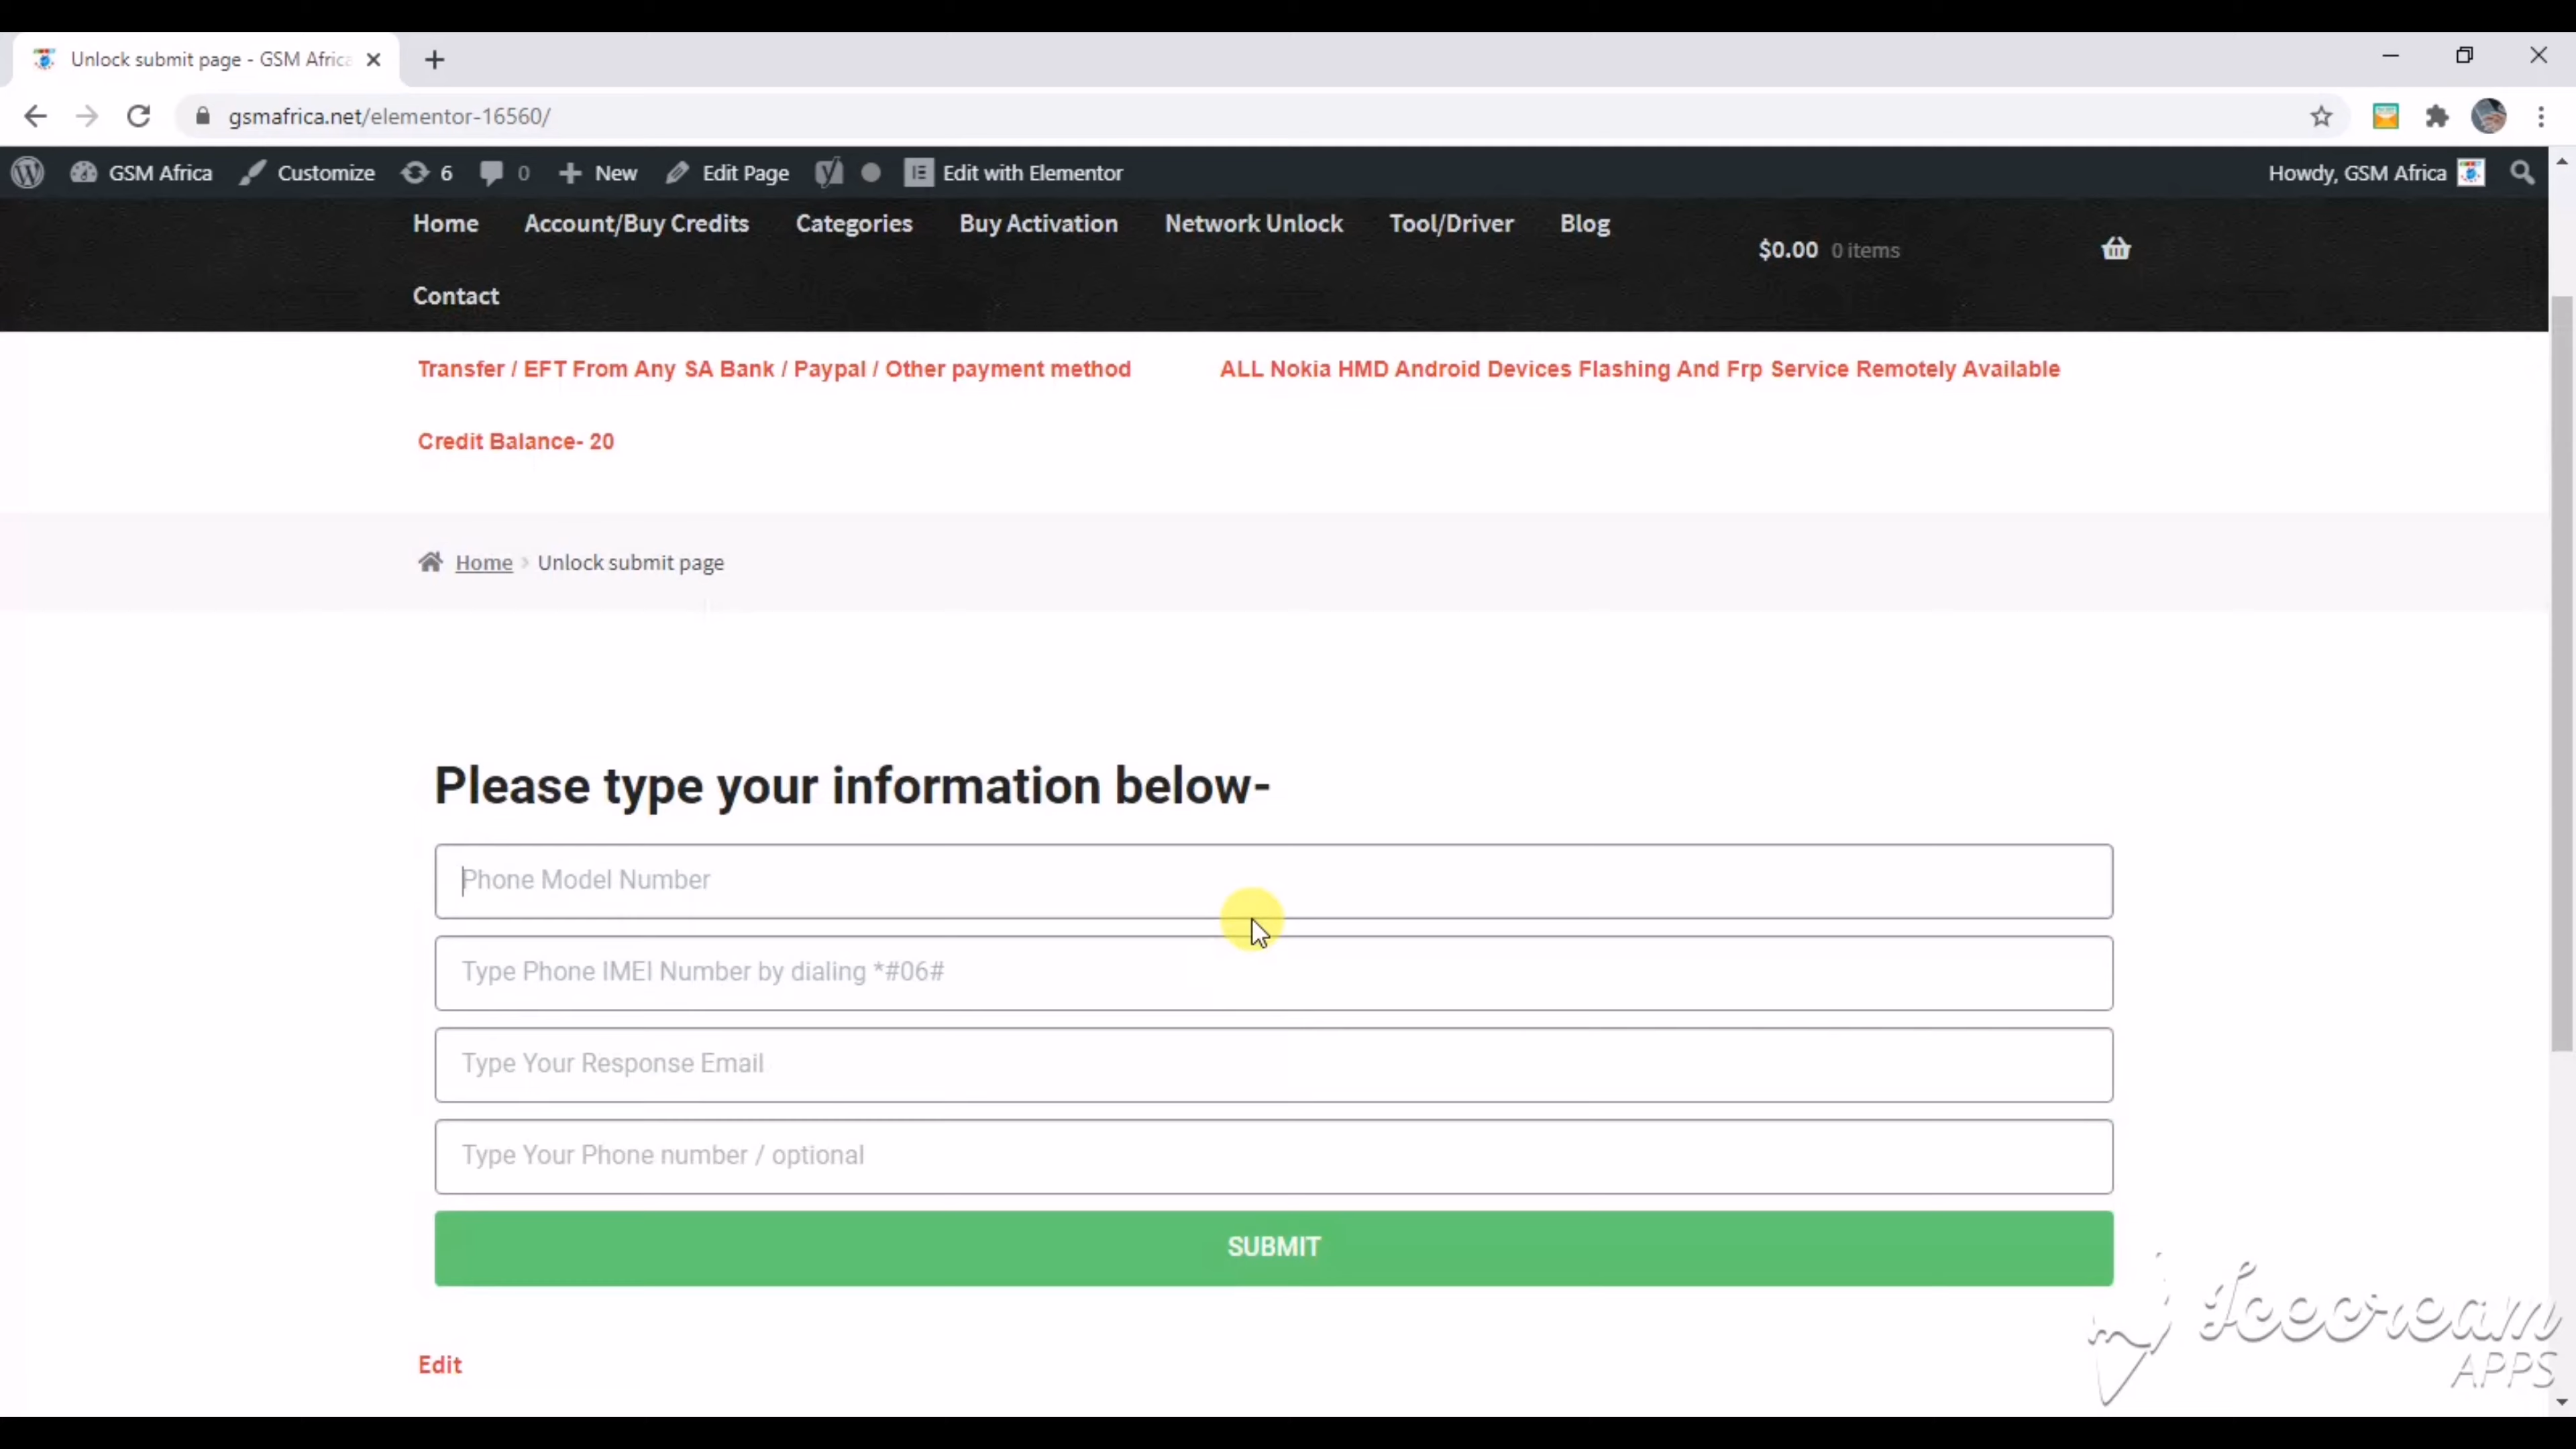 Unlock submit page - GSM Africa
gsmafrica.net/elementor-16560/
GSM Africa Customize 6 0 New Edit Page Edit with Elementor Howdy, GSM Africa
Home Account/Buy Credits Categories Buy Activation Network Unlock Tool/Driver Blog
$0.00 0 items
Contact
Transfer / EFT From Any SA Bank / Paypal / Other payment method ALL Nokia HMD Android Devices Flashing And Frp Service Remotely Available
Credit Balance- 20
Home > Unlock submit page
Please type your information below-
Phone Model Number
Type Phone IMEI Number by dialing *#06#
Type Your Response Email
Type Your Phone number / optional
SUBMIT
Icecream
APPS
Edit